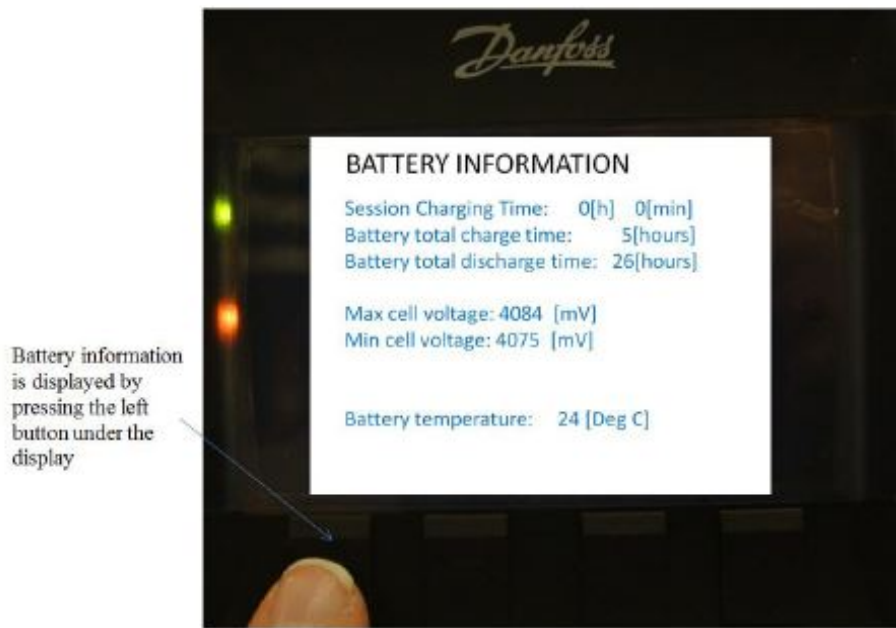 Danfoss
BATTERY INFORMATION
Session Charging Time: 0[h] 0[min]
Battery total charge time: 5[hours]
Battery total discharge time: 26[hours]
Max cell voltage: 4084 [mV]
Min cell voltage: 4075 [mV]
Battery temperature: 24 [Deg C]
Battery information
is displayed by
pressing the left
button under the
display